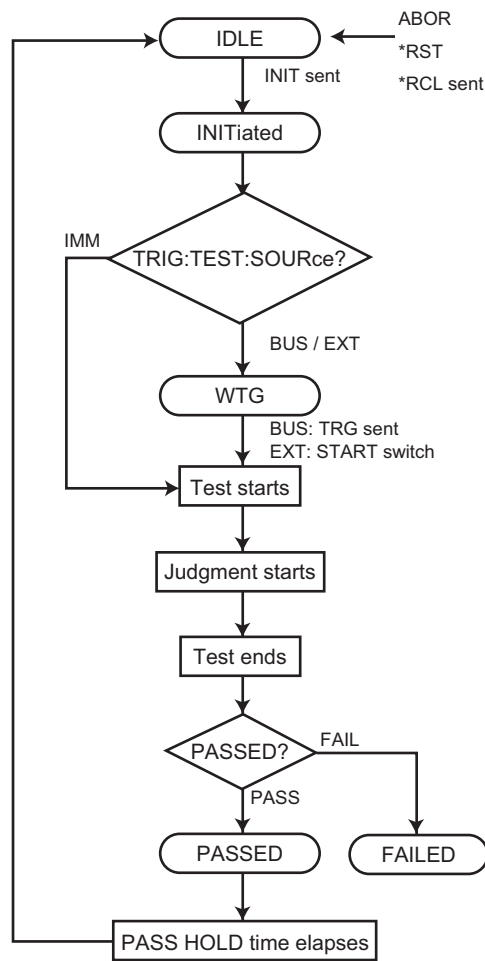 IDLE
ABOR
*RST
*RCL sent
INIT sent
INITiated
IMM
TRIG:TEST:SOURce?
BUS / EXT
WTG
BUS: TRG sent
EXT: START switch
Test starts
Judgment starts
Test ends
PASSED?
FAIL
PASS
PASSED
FAILED
PASS HOLD time elapses